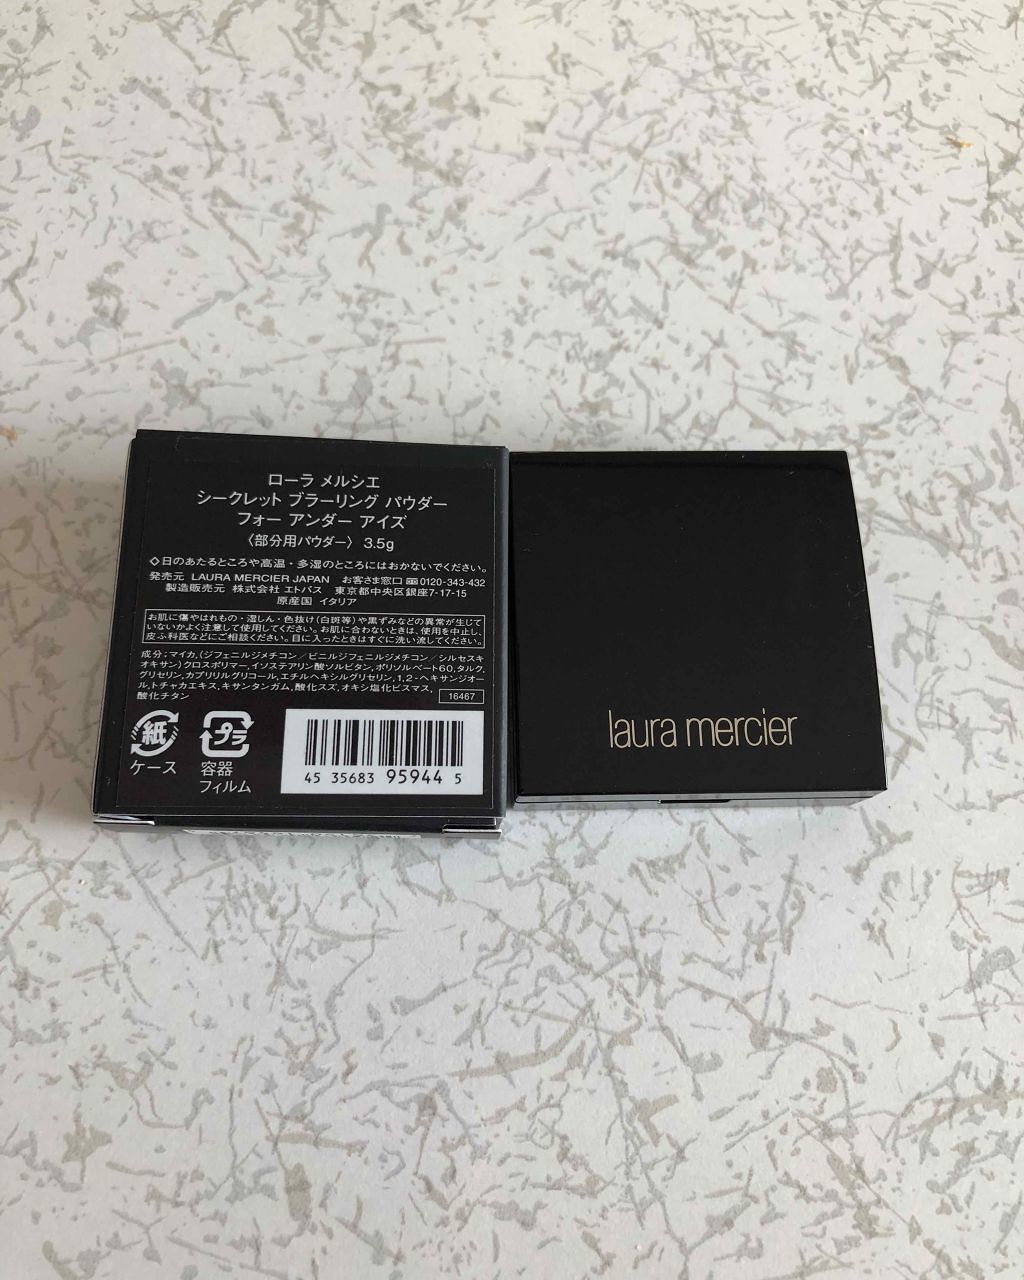 ローラ メルシエ
シークレット ブラーリング パウダー
フォー アンダー アイズ
〈部分用パウダー〉 3.5g
◇日のあたるところや高温・多湿のところにはおかないでください。
発売元 LAURA MERCIER JAPAN お客さま窓口 0120-343-432
製造販売元 株式会社 エトバス 東京都中央区銀座7-17-15
原産国 イタリア
お肌に傷やはれもの・湿しん・色抜け(白斑等)や黒ずみなどの異常が生じて
いないかよく注意して使用してください。お肌に合わないときは、使用を中止し、
皮ふ科医などにご相談ください。目に入ったときはすぐに洗い流してください。
成分:マイカ,(ジフェニルジメチコン/ビニルジフェニルジメチコン/シルセスキ
オキサン)クロスポリマー,イソステアリン酸ソルビタン,ポリソルベート60,タルク,
グリセリン,カプリリルグリコール,エチルヘキシルグリセリン,1,2-ヘキサンジオー
ル,トチャカエキス,キサンタンガム,酸化スズ,オキシ塩化ビスマス,
酸化チタン
16467
紙
ケース
プラ
容器
フィルム
45 35683 95944 5
laura mercier